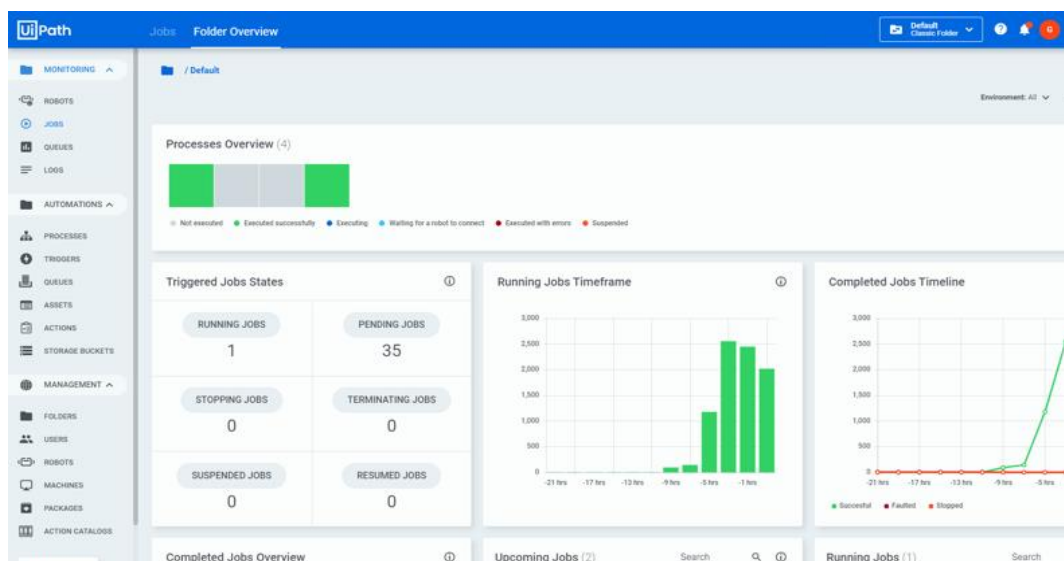 UiPath
Jobs Folder Overview
Default
Classic Folder
G
MONITORING
ROBOTS
JOBS
QUEUES
LOGS
AUTOMATIONS
PROCESSES
TRIGGERS
QUEUES
ASSETS
ACTIONS
STORAGE BUCKETS
MANAGEMENT
FOLDERS
USERS
ROBOTS
MACHINES
PACKAGES
ACTION CATALOGS
/ Default
Environment: All
Processes Overview (4)
Not executed Executed successfully Executing Waiting for a robot to connect Executed with errors Suspended
Triggered Jobs States
RUNNING JOBS PENDING JOBS
1 35
STOPPING JOBS TERMINATING JOBS
0 0
SUSPENDED JOBS RESUMED JOBS
0 0
Running Jobs Timeframe
3,000
2,500
2,000
1,500
1,000
500
0
-21 hrs -17 hrs -13 hrs -9 hrs -5 hrs -1 hrs
Completed Jobs Timeline
3,000
2,500
2,000
1,500
1,000
500
0
-21 hrs -17 hrs -13 hrs -9 hrs -5 hrs
Succesful Faulted Stopped
Completed Jobs Overview
Upcoming Jobs (2) Search
Running Jobs (1) Search